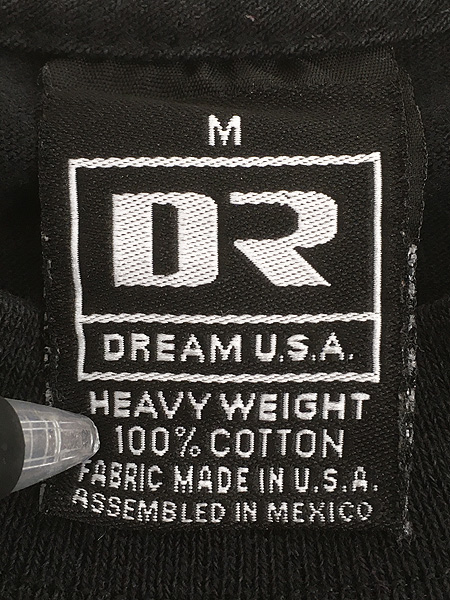 M
DR
DREAM U.S.A.
HEAVY WEIGHT
100% COTTON
FABRIC MADE IN U.S.A.
ASSEMBLED IN MEXICO